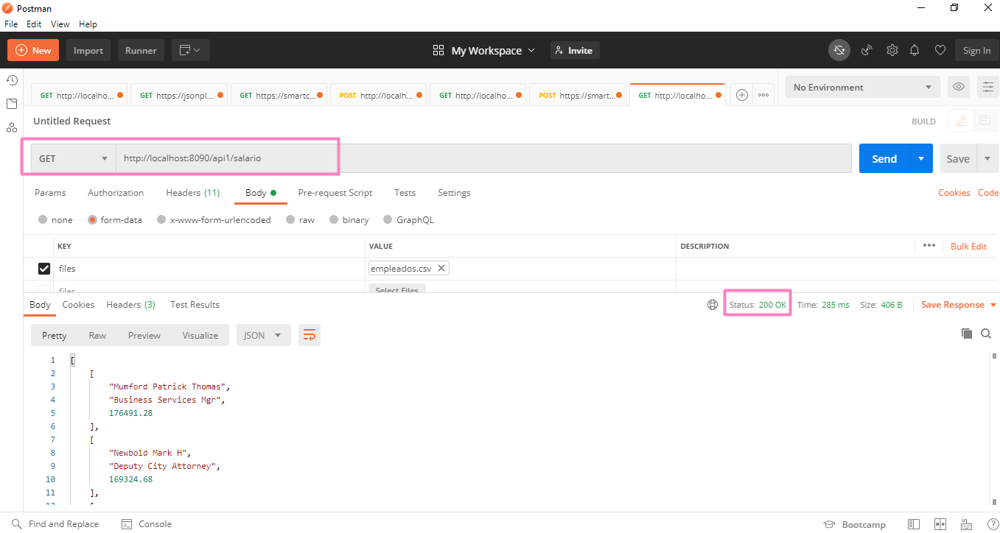 Postman
File Edit View Help
New Import Runner My Workspace Invite Sign In
GET http://localho... GET https://jsonpl... GET https://smartc... POST http://localh... GET http://localho... POST https://smart... GET http://localho... No Environment
Untitled Request BUILD
GET http://localhost:8090/api1/salario Send Save
Params Authorization Headers (11) Body Pre-request Script Tests Settings Cookies Code
none form-data x-www-form-urlencoded raw binary GraphQL
KEY VALUE DESCRIPTION Bulk Edit
files empleados.csv
files Select Files
Body Cookies Headers (3) Test Results Status: 200 OK Time: 285 ms Size: 406 B Save Response
Pretty Raw Preview Visualize JSON
1 [
2 [
3 "Mumford Patrick Thomas",
4 "Business Services Mgr",
5 176491.28
6 ],
7 [
8 "Newbold Mark H",
9 "Deputy City Attorney",
10 169324.68
11 ],
12 [
Find and Replace Console Bootcamp